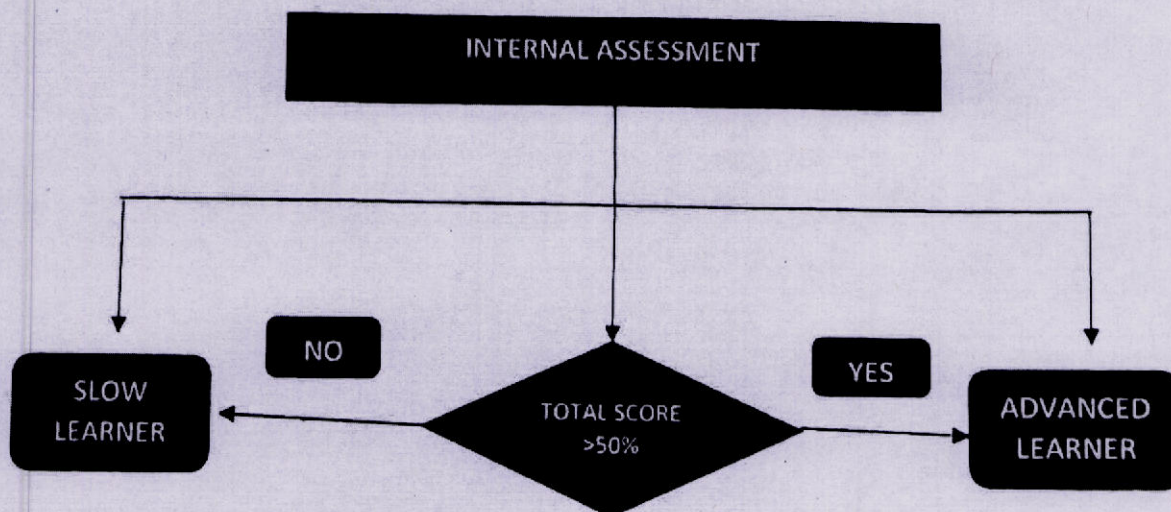 INTERNAL ASSESSMENT
NO
YES
SLOW
LEARNER
TOTAL SCORE
>50%
ADVANCED
LEARNER